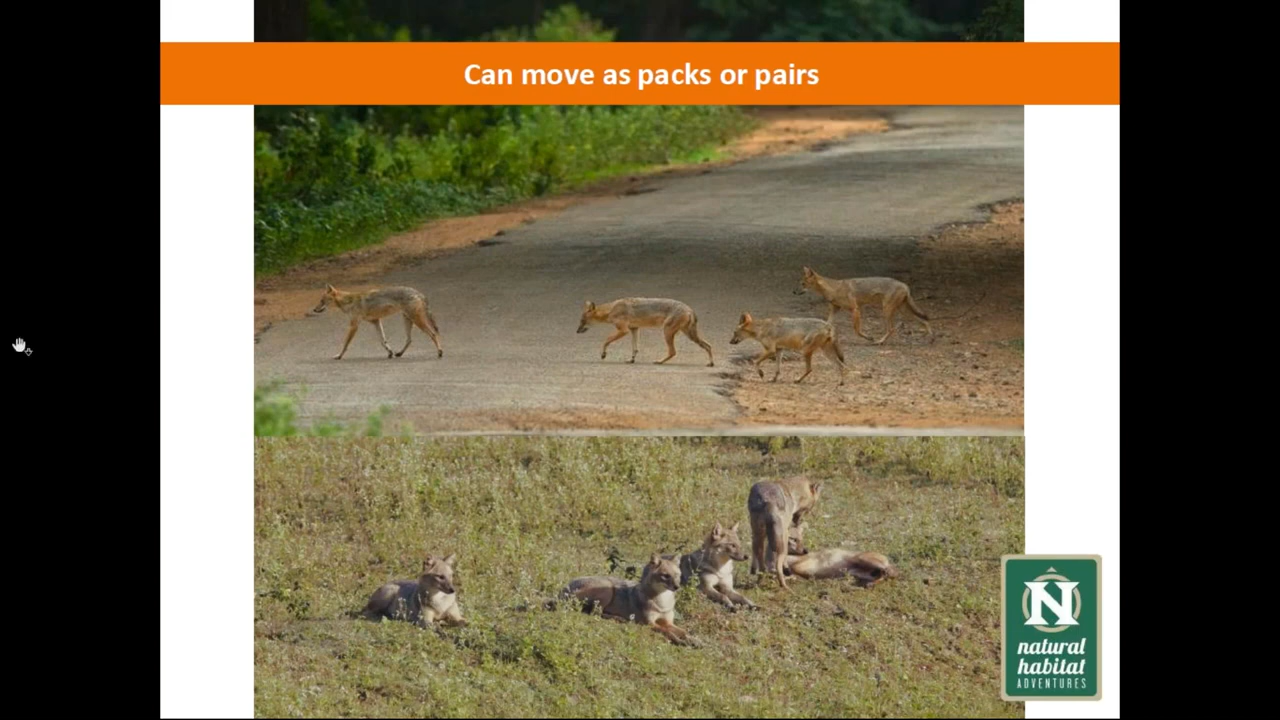 Can move as packs or pairs
N
natural
habitat
ADVENTURES